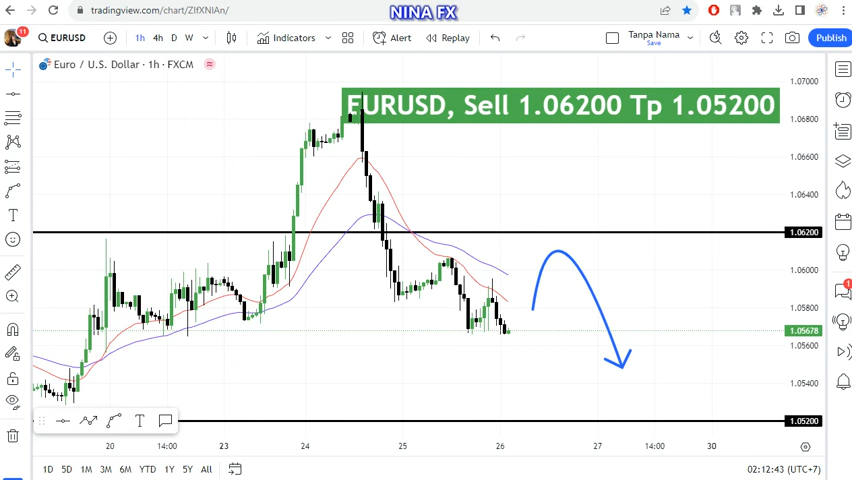 NINA FX
tradingview.com/chart/ZIfXNIAn/
EURUSD
1h 4h D W
Indicators
Alert
Replay
Tanpa Nama
Save
Publish
Euro / U.S. Dollar · 1h · FXCM
EURUSD, Sell 1.06200 Tp 1.05200
1.07000
1.06800
1.06600
1.06400
1.06200
1.06000
1.05800
1.05678
1.05600
1.05400
1.05200
1
T
T
20 14:00 23 24 25 26 27 14:00 30
1D 5D 1M 3M 6M YTD 1Y 5Y All
02:12:43 (UTC+7)